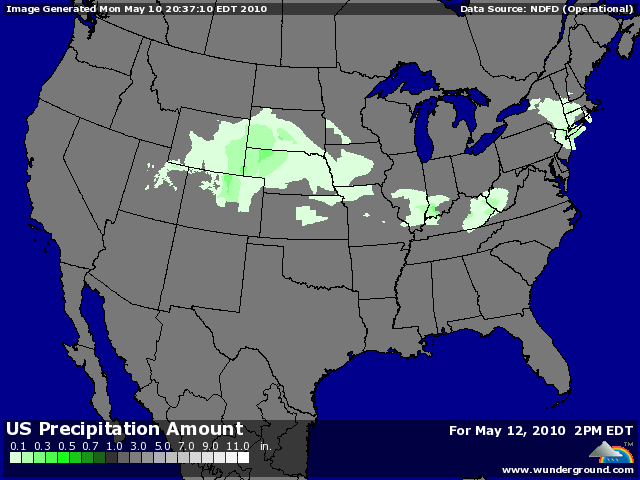 Image Generated Mon May 10 20:37:10 EDT 2010
Data Source: NDFD (Operational)
US Precipitation Amount
0.1 0.3 0.5 0.7 1.0 3.0 5.0 7.0 9.0 11.0 in.
For May 12, 2010 2PM EDT
TM
www.wunderground.com